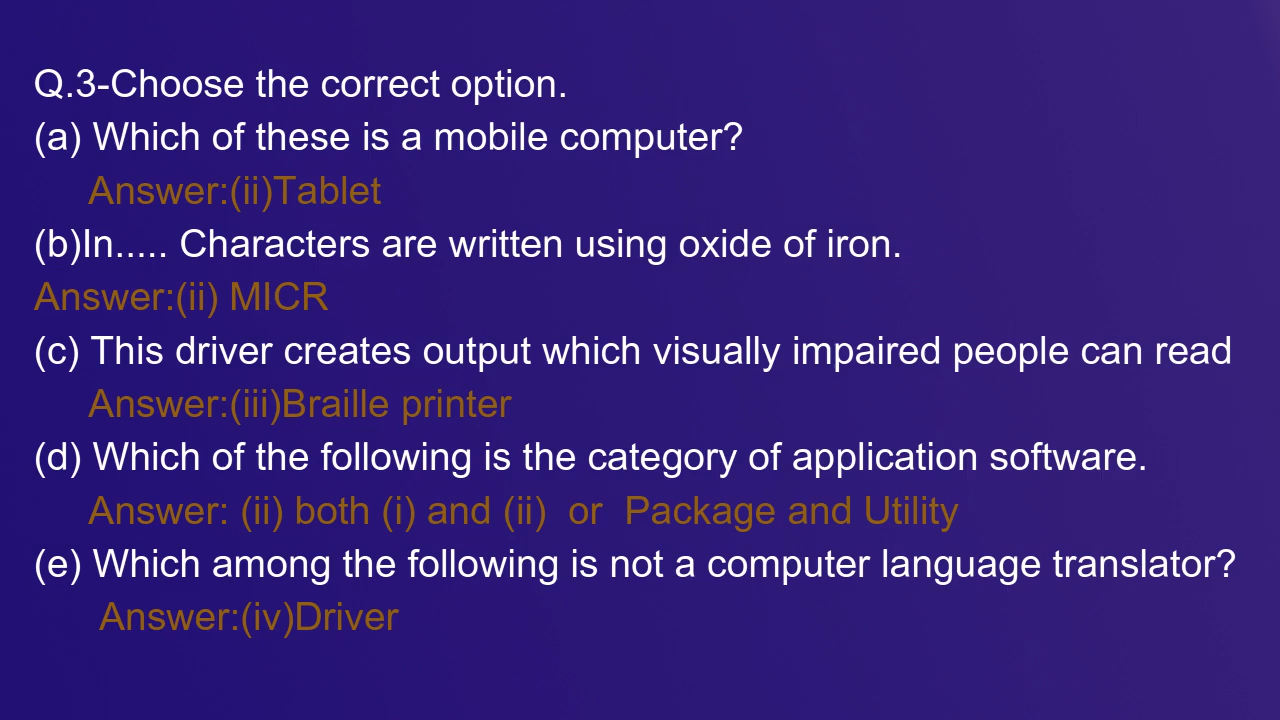 Q.3-Choose the correct option.
(a) Which of these is a mobile computer?
Answer:(ii)Tablet
(b)In..... Characters are written using oxide of iron.
Answer:(ii) MICR
(c) This driver creates output which visually impaired people can read
Answer:(iii)Braille printer
(d) Which of the following is the category of application software.
Answer: (ii) both (i) and (ii)  or  Package and Utility
(e) Which among the following is not a computer language translator?
Answer:(iv)Driver